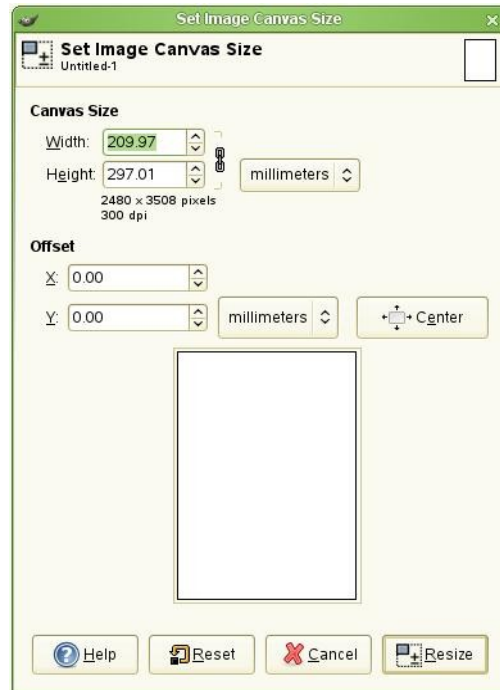 Set Image Canvas Size
Set Image Canvas Size
Untitled-1
Canvas Size
Width: 209.97
Height: 297.01 millimeters
2480 x 3508 pixels
300 dpi
Offset
X: 0.00
Y: 0.00 millimeters Center
Help Reset Cancel Resize